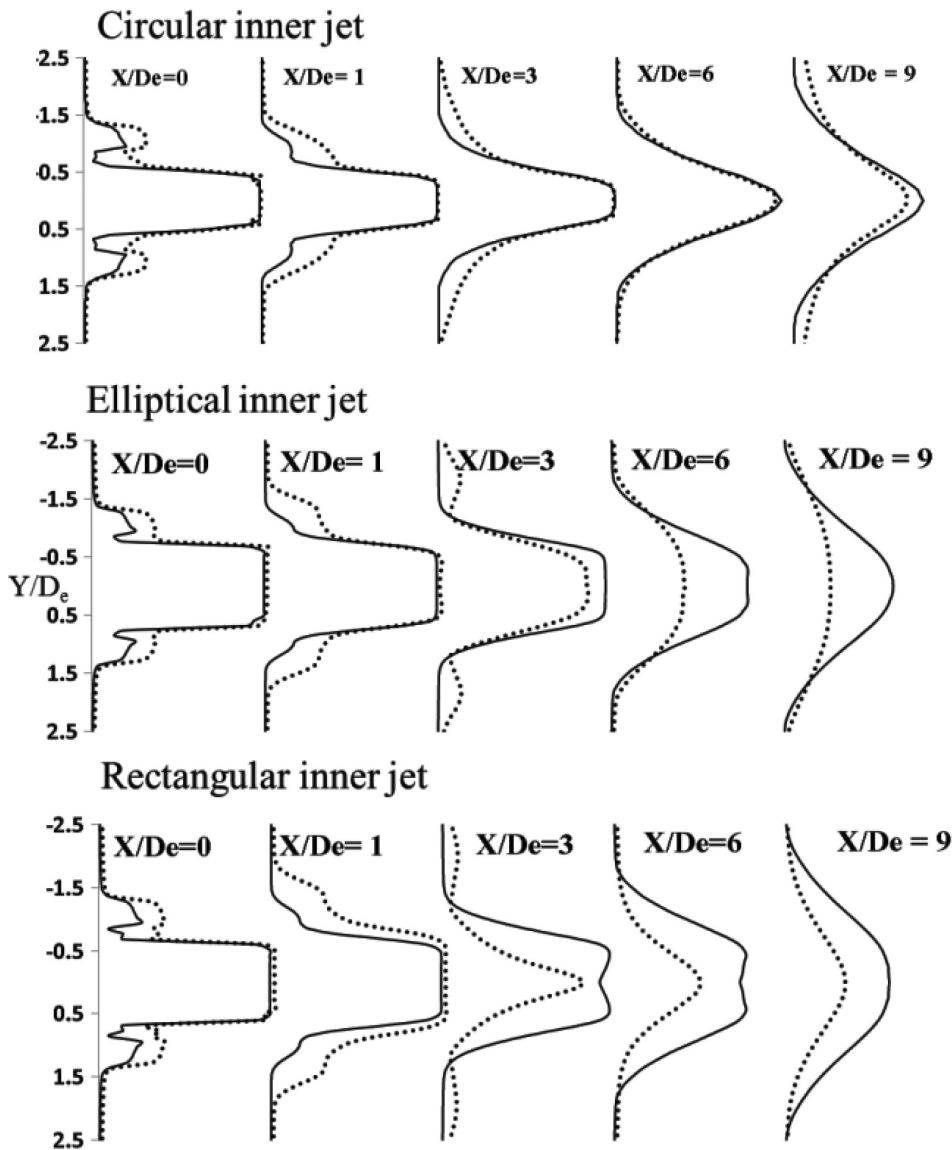 Circular inner jet
X/De=0 X/De= 1 X/De=3 X/De=6 X/De = 9
-2.5
-1.5
-0.5
0.5
1.5
2.5
Elliptical inner jet
X/De=0 X/De= 1 X/De=3 X/De=6 X/De = 9
-2.5
-1.5
-0.5
Y/De
0.5
1.5
2.5
Rectangular inner jet
X/De=0 X/De= 1 X/De=3 X/De=6 X/De = 9
-2.5
-1.5
-0.5
0.5
1.5
2.5